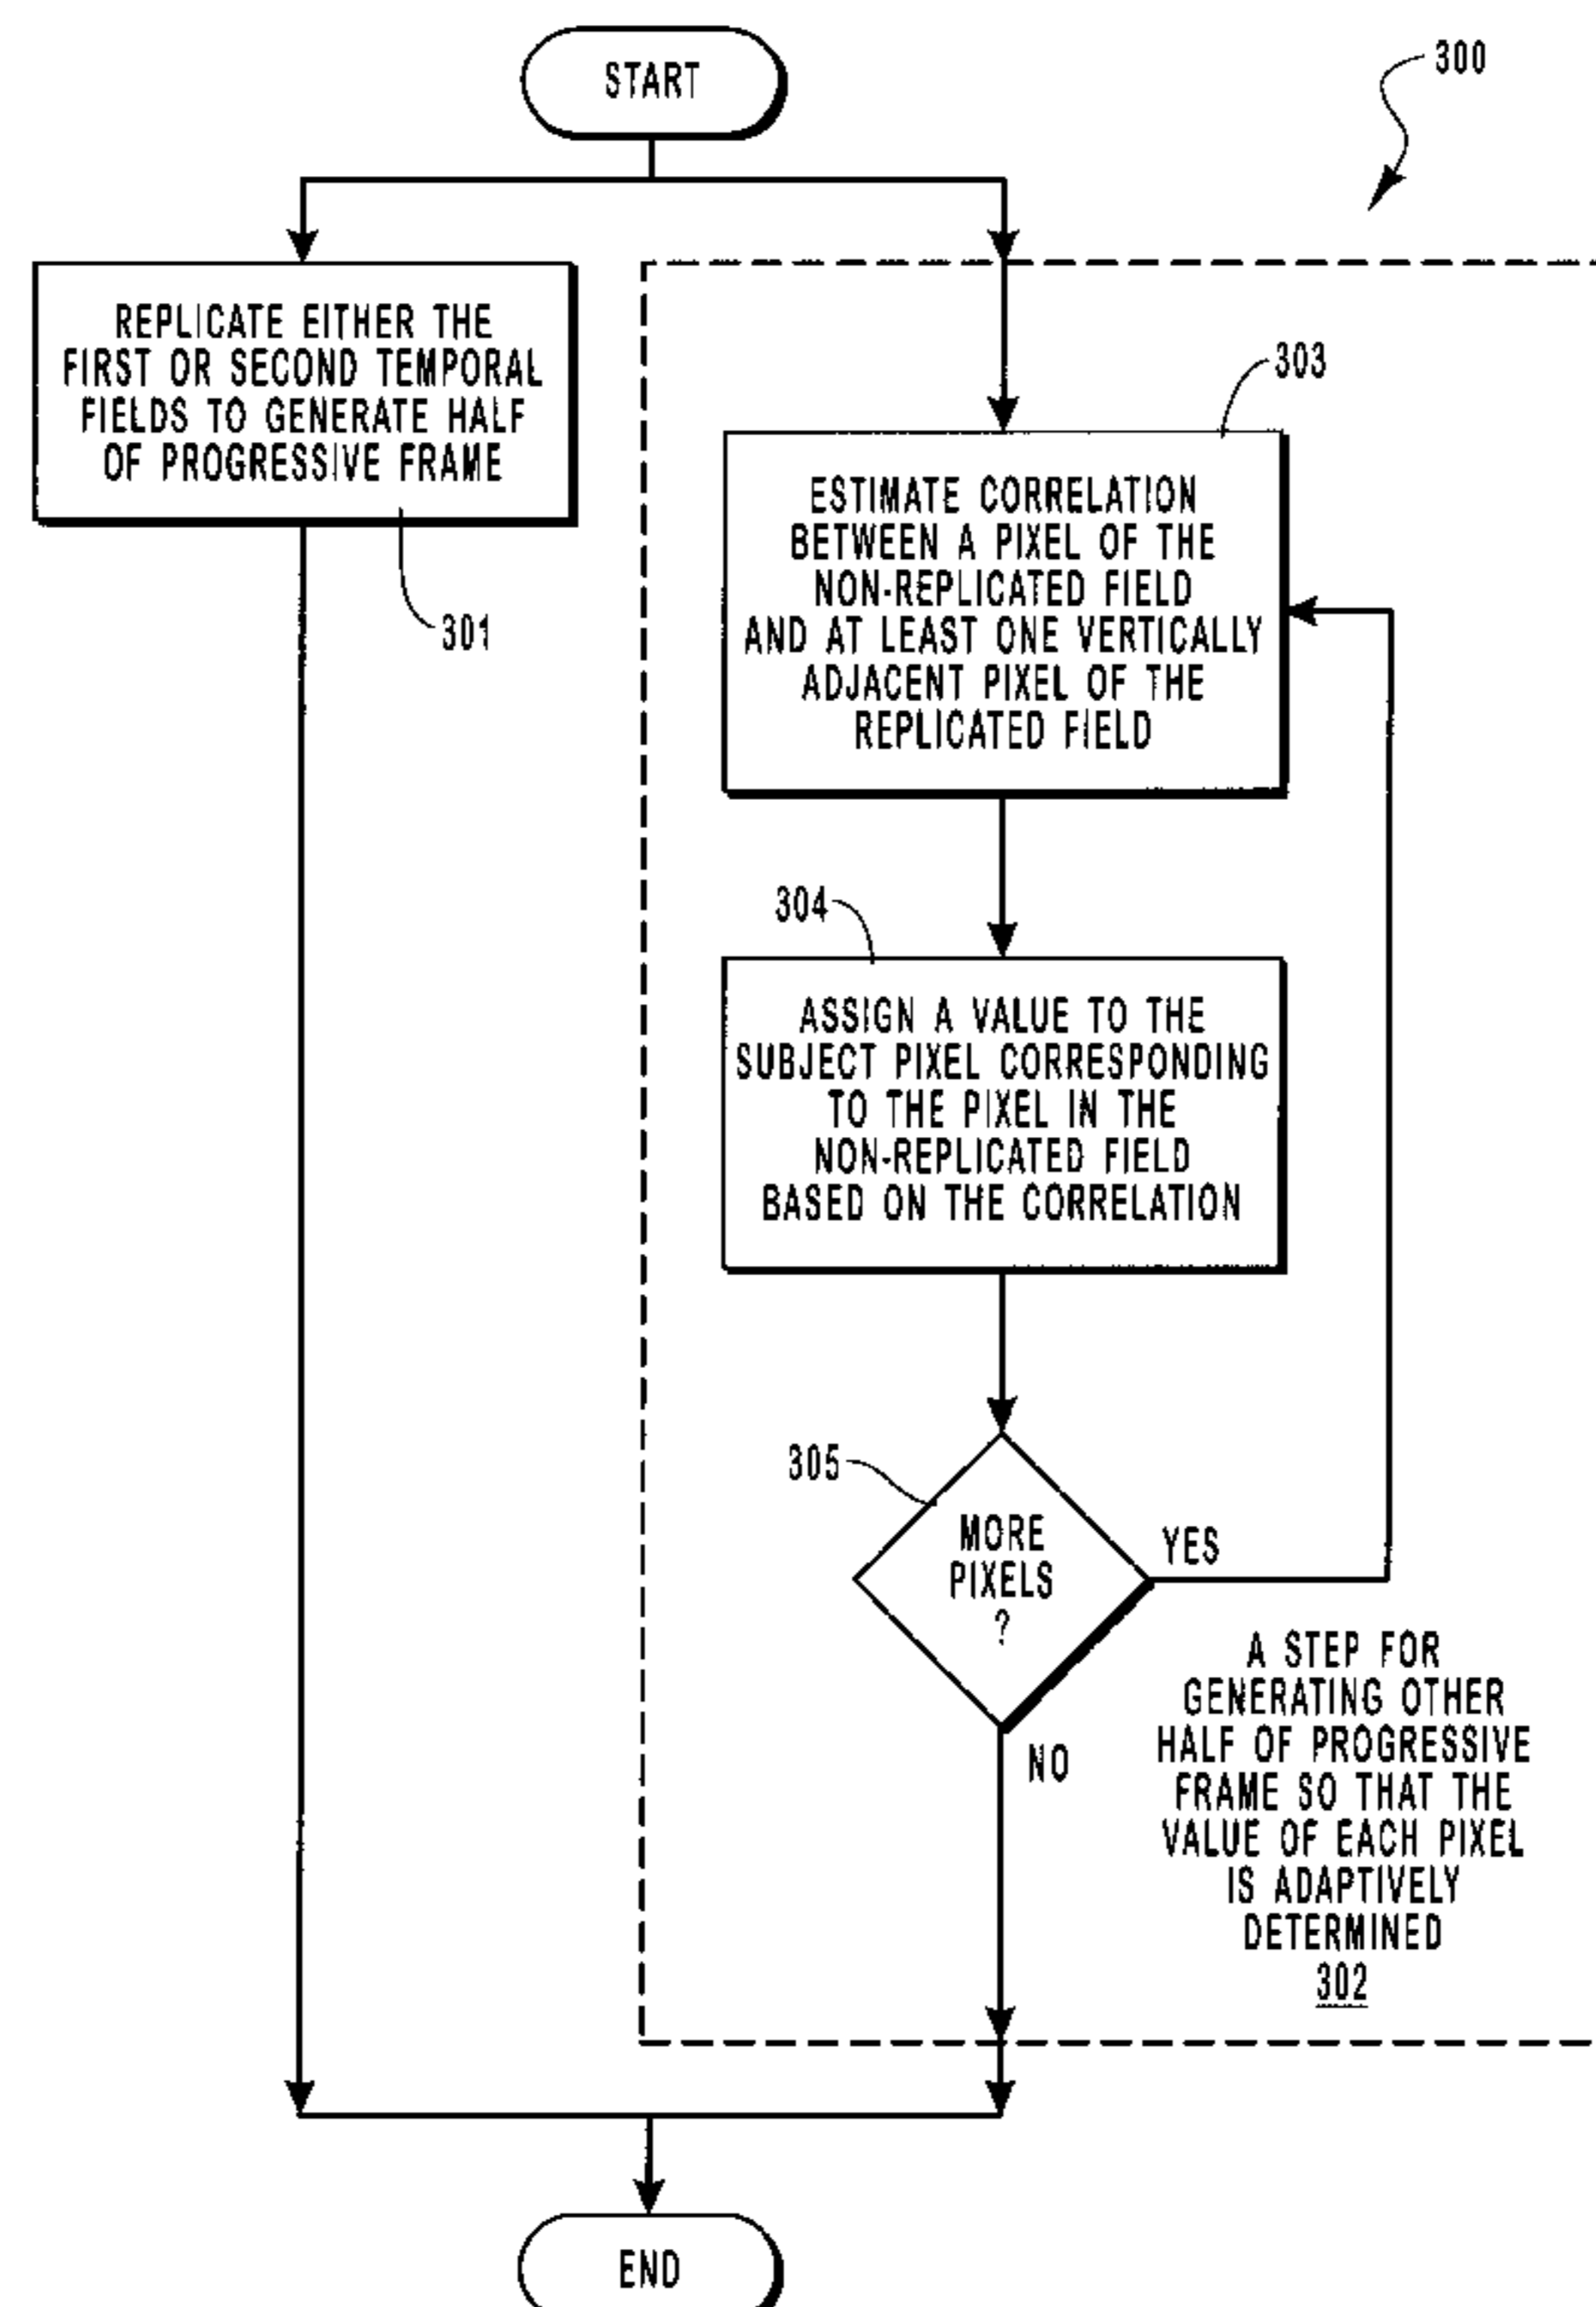 START
300
REPLICATE EITHER THE
FIRST OR SECOND TEMPORAL
FIELDS TO GENERATE HALF
OF PROGRESSIVE FRAME
301
303
ESTIMATE CORRELATION
BETWEEN A PIXEL OF THE
NON-REPLICATED FIELD
AND AT LEAST ONE VERTICALLY
ADJACENT PIXEL OF THE
REPLICATED FIELD
304
ASSIGN A VALUE TO THE
SUBJECT PIXEL CORRESPONDING
TO THE PIXEL IN THE
NON-REPLICATED FIELD
BASED ON THE CORRELATION
305
MORE
PIXELS
?
YES
NO
A STEP FOR
GENERATING OTHER
HALF OF PROGRESSIVE
FRAME SO THAT THE
VALUE OF EACH PIXEL
IS ADAPTIVELY
DETERMINED
302
END